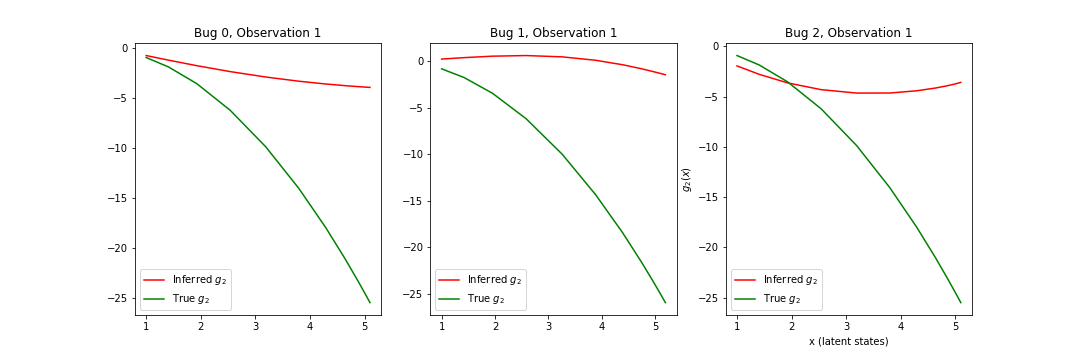 Bug 0, Observation 1
0
−5
−10
−15
−20
−25
1 2 3 4 5
Inferred g₂
True g₂
Bug 1, Observation 1
0
−5
−10
−15
−20
−25
1 2 3 4 5
Inferred g₂
True g₂
Bug 2, Observation 1
g₂(x)
0
−5
−10
−15
−20
−25
1 2 3 4 5
x (latent states)
Inferred g₂
True g₂